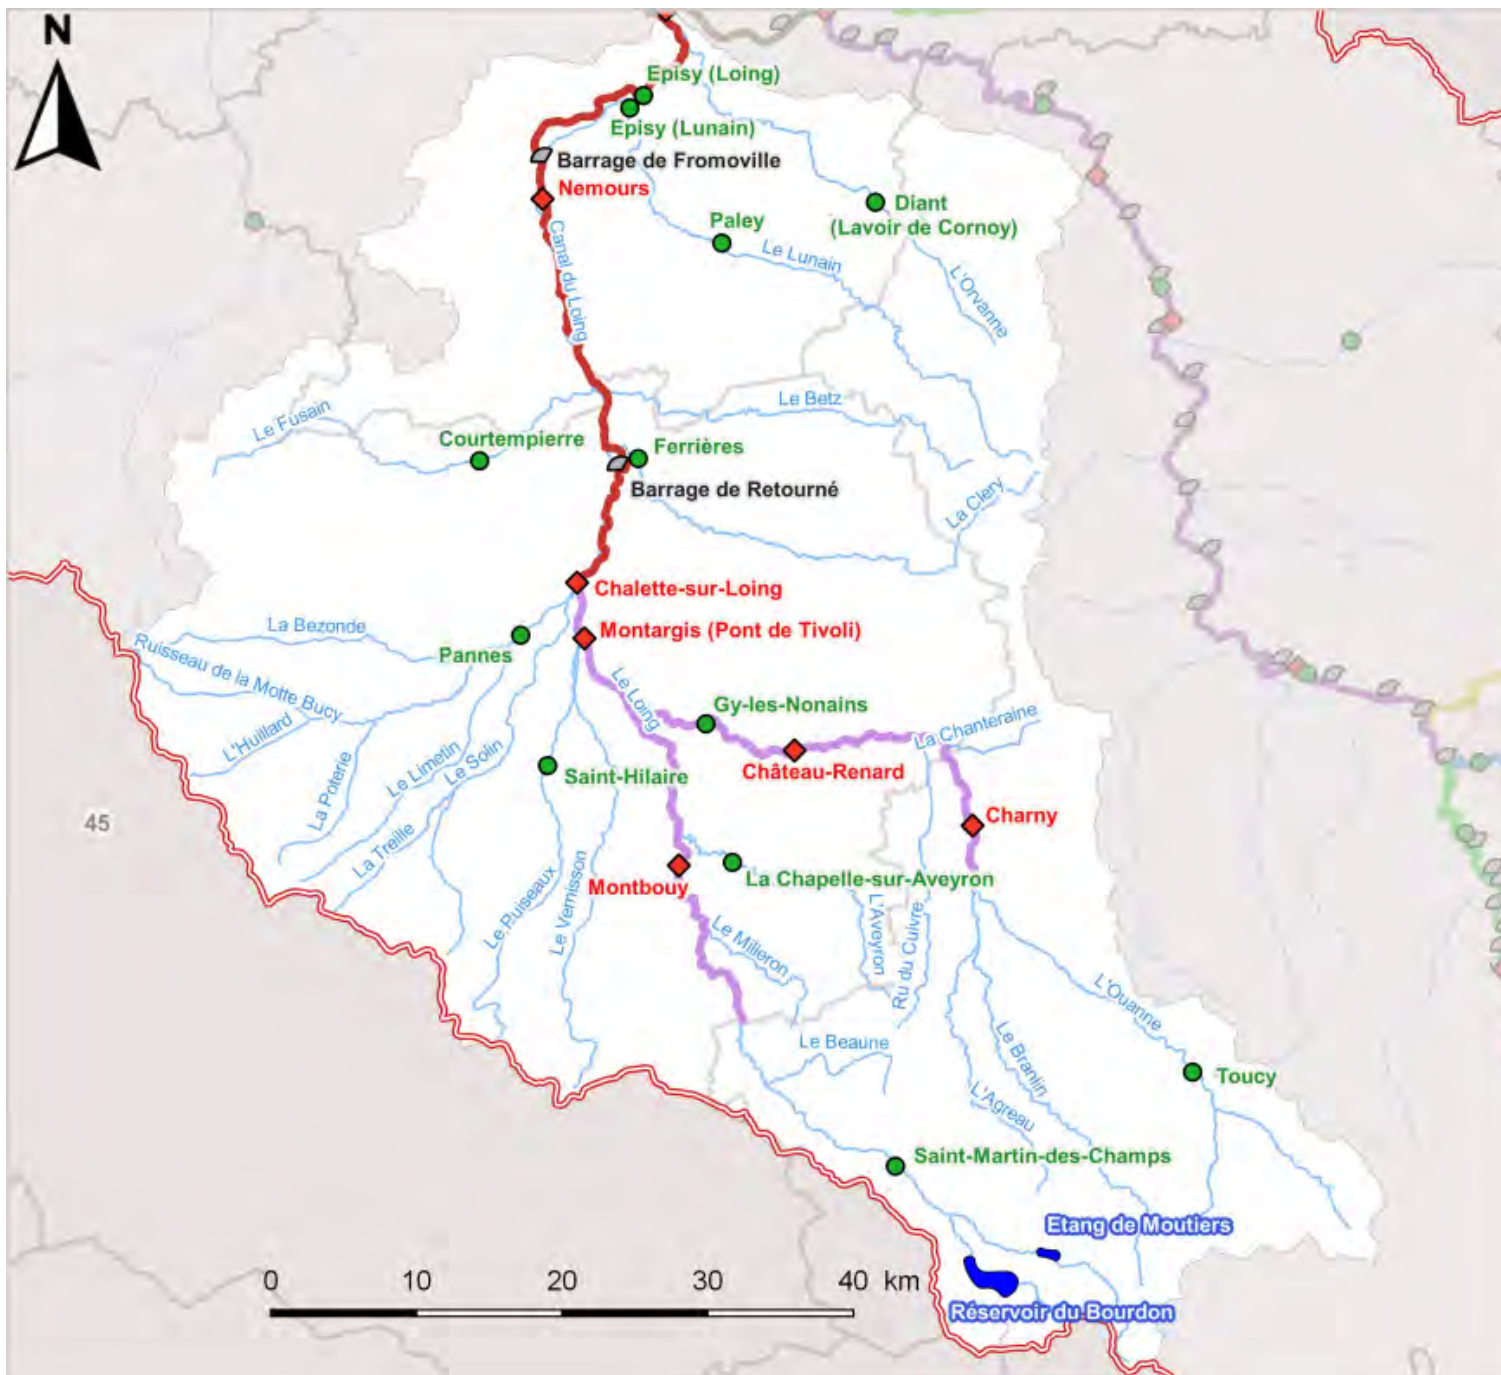 N
Episy (Loing)
Episy (Lunain)
Barrage de Fromoville
Nemours
Diant
(Lavoir de Cornoy)
Paley
Le Lunain
L'Orvanne
Canal du Loing
Le Betz
Le Fusain
Courtempierre
Ferrières
Barrage de Retourné
La Clery
Chalette-sur-Loing
La Bezonde
Montargis (Pont de Tivoli)
Pannes
Ruisseau de la Motte Bucy
Le Loing
Gy-les-Nonains
La Chanteraine
L'Huillard
Château-Renard
La Poterie
Le Limetin
Le Solin
Saint-Hilaire
45
Charny
La Treille
Montbouy
La Chapelle-sur-Aveyron
Le Puiseaux
Le Vernisson
Le Milleron
L'Aveyron
Ru du Cuivre
L'Ouanne
Le Beaune
Le Branlin
L'Agreau
Toucy
Saint-Martin-des-Champs
Etang de Moutiers
0 10 20 30 40 km
Réservoir du Bourdon